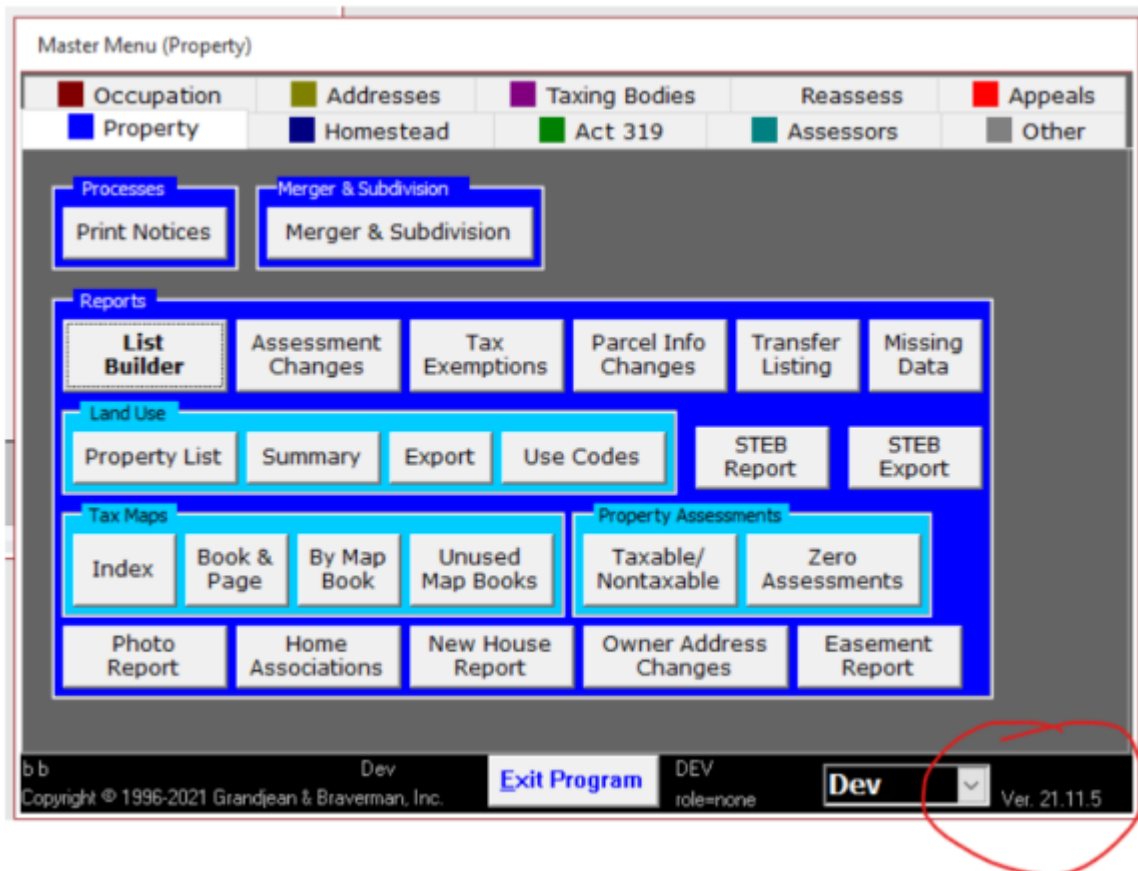 Master Menu (Property)
Occupation Addresses Taxing Bodies Reassess Appeals
Property Homestead Act 319 Assessors Other
Processes Merger & Subdivision
Print Notices Merger & Subdivision
Reports
List Builder Assessment Changes Tax Exemptions Parcel Info Changes Transfer Listing Missing Data
Land Use
Property List Summary Export Use Codes STEB Report STEB Export
Tax Maps Property Assessments
Index Book & Page By Map Book Unused Map Books Taxable/ Nontaxable Zero Assessments
Photo Report Home Associations New House Report Owner Address Changes Easement Report
b b Dev Exit Program DEV Dev
Copyright © 1996-2021 Grandjean & Braverman, Inc. role=none Ver. 21.11.5